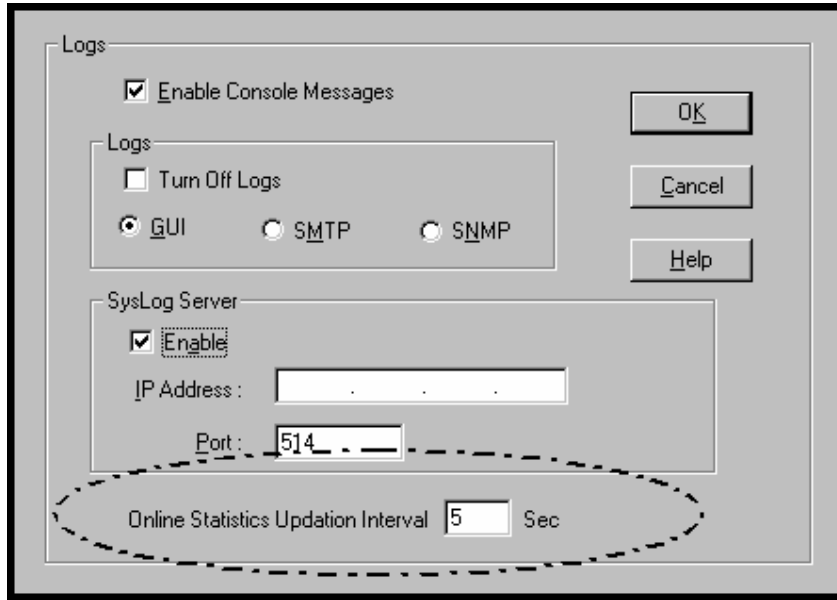 Logs
Enable Console Messages
OK
Logs
Turn Off Logs
Cancel
GUI SMTP SNMP
Help
SysLog Server
Enable
IP Address : . . .
Port : 514
Online Statistics Updation Interval 5 Sec